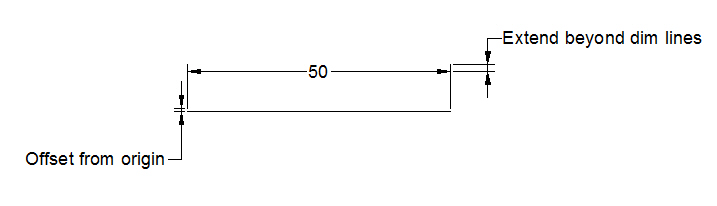 Extend beyond dim lines
50
Offset from origin